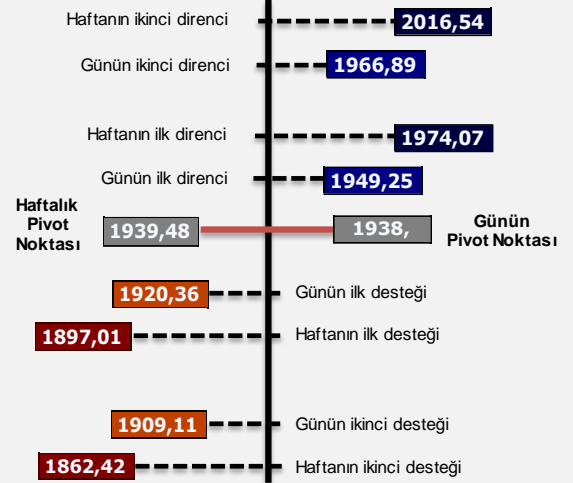 Haftanın ikinci direnci 2016,54
Günün ikinci direnci 1966,89
Haftanın ilk direnci 1974,07
Günün ilk direnci 1949,25
Haftalık
Pivot
Noktası
1939,48
1938,
Günün
Pivot Noktası
1920,36 Günün ilk desteği
1897,01 Haftanın ilk desteği
1909,11 Günün ikinci desteği
1862,42 Haftanın ikinci desteği